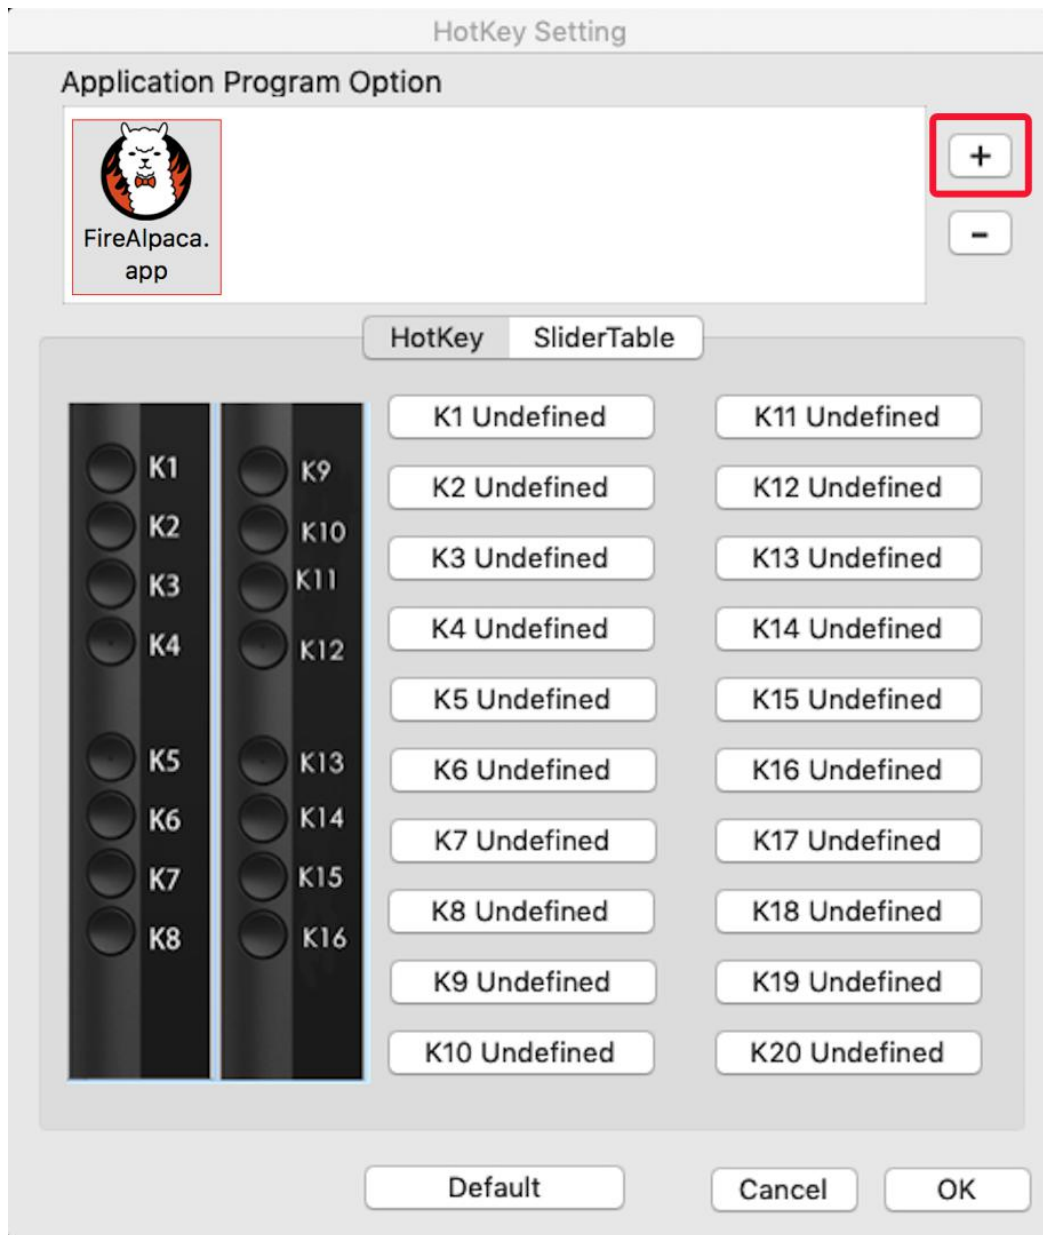 HotKey Setting
Application Program Option
+
FireAlpaca.
app
-
HotKey SliderTable
K1 K9
K2 K10
K3 K11
K4 K12
K5 K13
K6 K14
K7 K15
K8 K16
K1 Undefined K11 Undefined
K2 Undefined K12 Undefined
K3 Undefined K13 Undefined
K4 Undefined K14 Undefined
K5 Undefined K15 Undefined
K6 Undefined K16 Undefined
K7 Undefined K17 Undefined
K8 Undefined K18 Undefined
K9 Undefined K19 Undefined
K10 Undefined K20 Undefined
Default Cancel OK